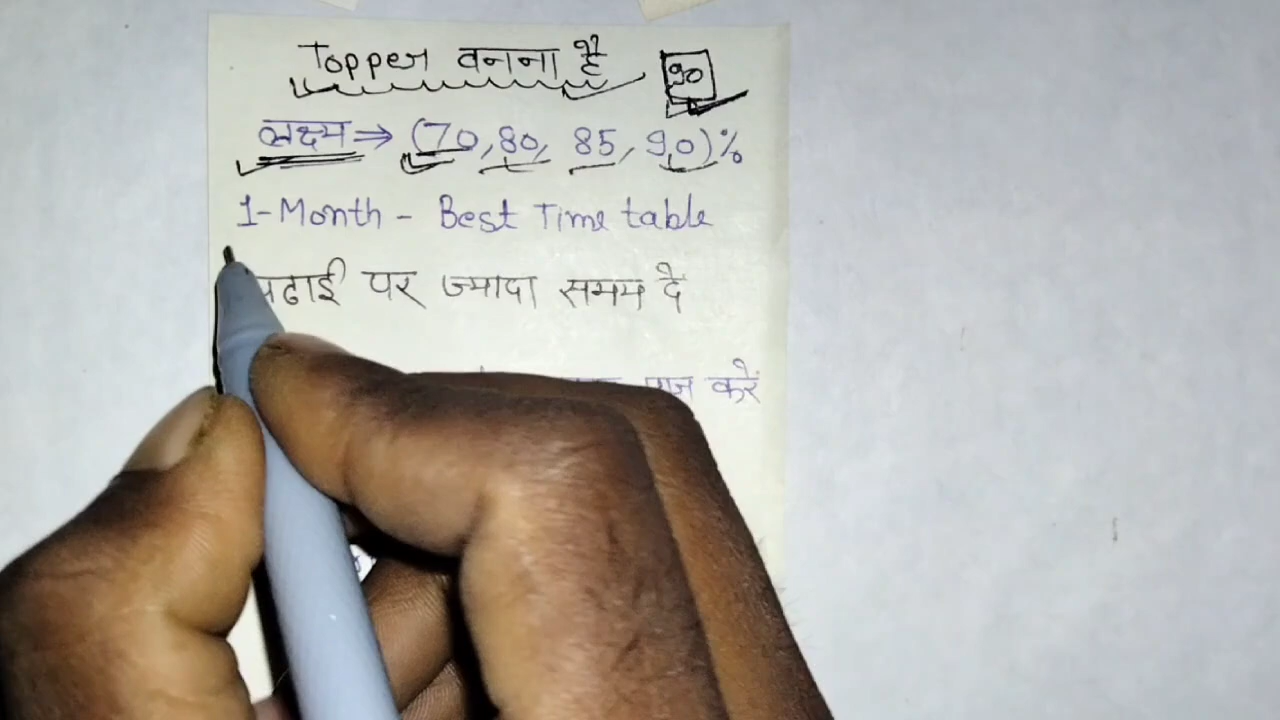 Topper बनना है 90
लक्ष्य ⇒ (70, 80, 85, 90)%
1-Month - Best Time table
पढाई पर ज्यादा समय दे
करें